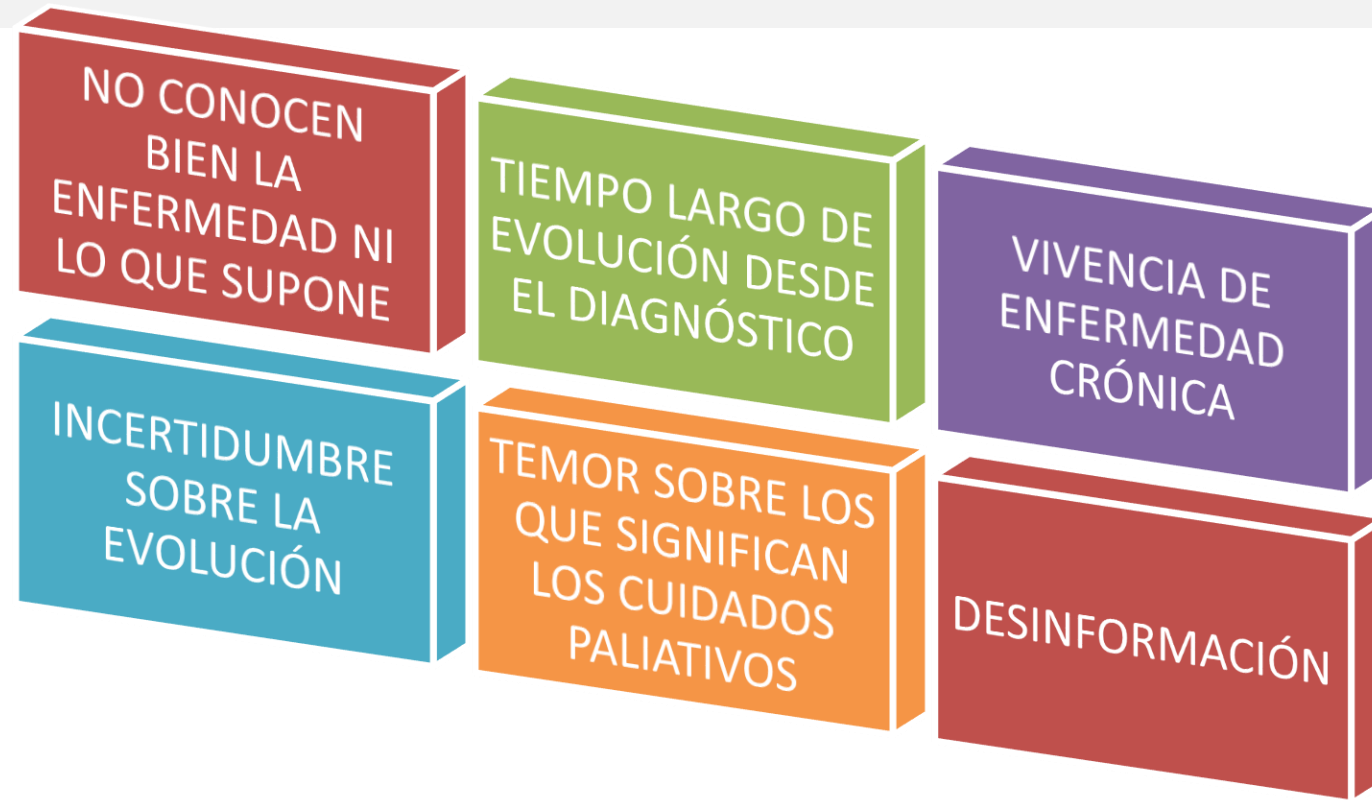 NO CONOCEN
BIEN LA
ENFERMEDAD NI
LO QUE SUPONE
TIEMPO LARGO DE
EVOLUCIÓN DESDE
EL DIAGNÓSTICO
VIVENCIA DE
ENFERMEDAD
CRÓNICA
INCERTIDUMBRE
SOBRE LA
EVOLUCIÓN
TEMOR SOBRE LOS
QUE SIGNIFICAN
LOS CUIDADOS
PALIATIVOS
DESINFORMACIÓN